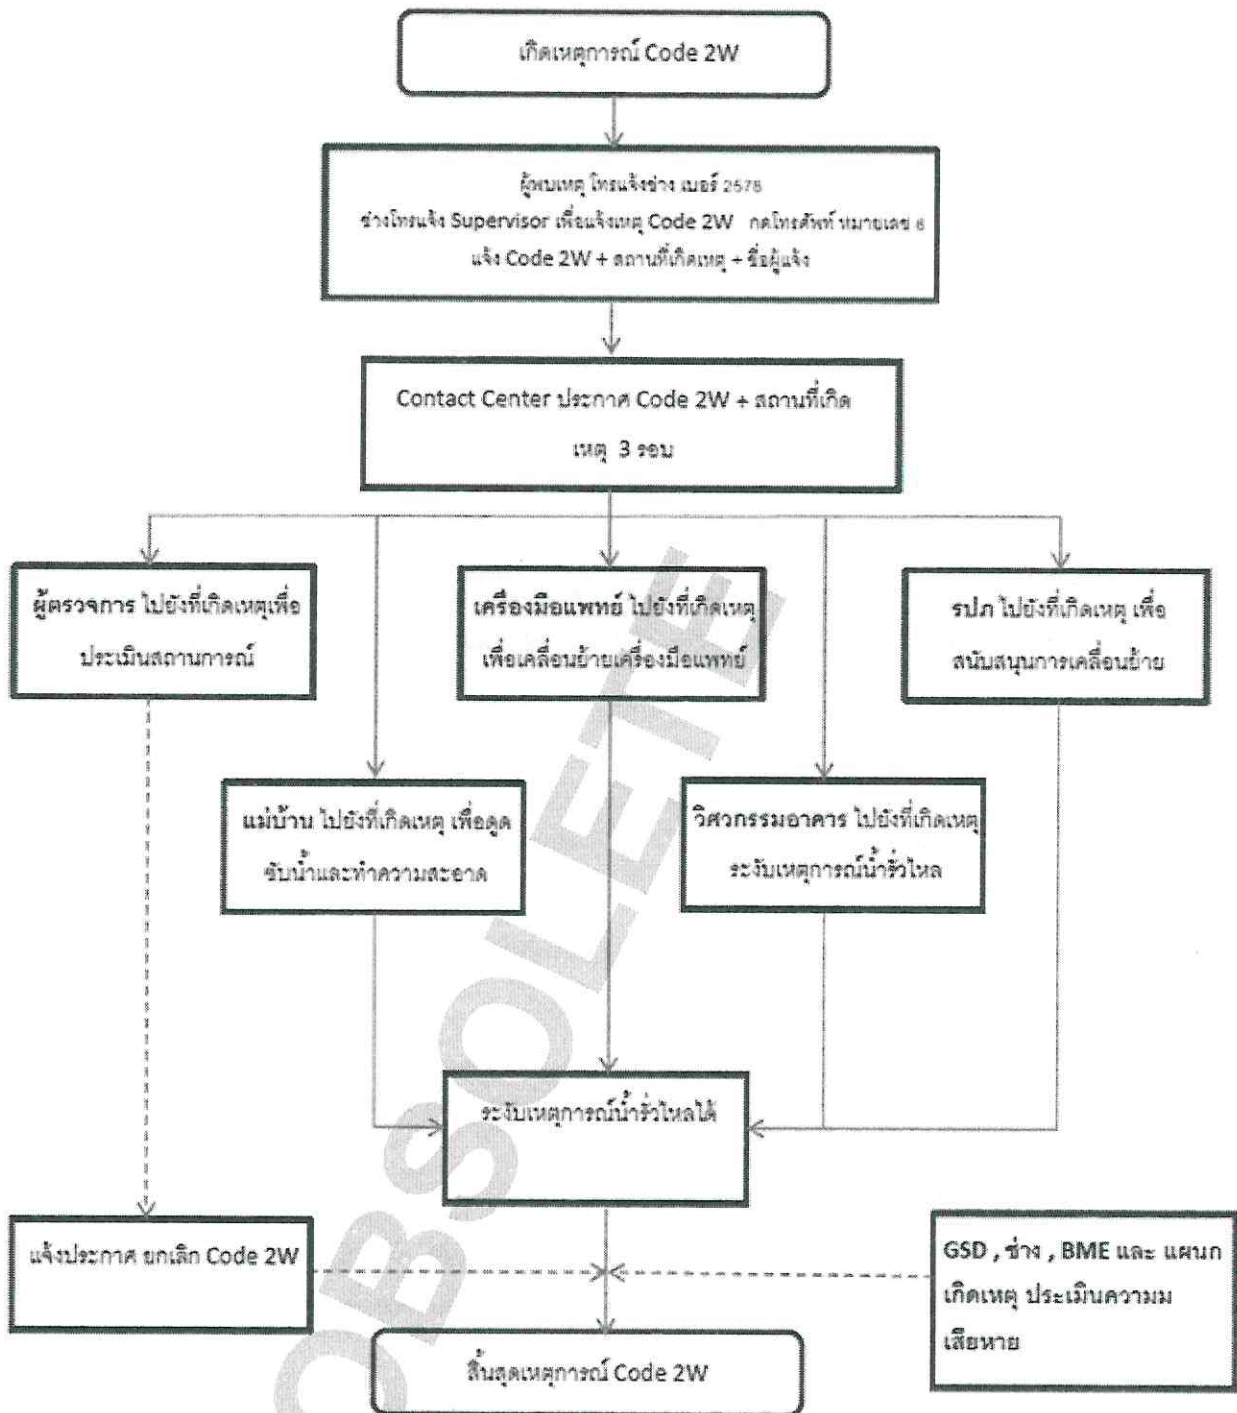 เกิดเหตุการณ์ Code 2W
ผู้พบเหตุ โทรแจ้งช่าง เบอร์ 2578
ช่างโทรแจ้ง Supervisor เพื่อแจ้งเหตุ Code 2W กดโทรศัพท์ หมายเลข 6
แจ้ง Code 2W + สถานที่เกิดเหตุ + ชื่อผู้แจ้ง
Contact Center ประกาศ Code 2W + สถานที่เกิด
เหตุ 3 รอบ
ผู้ตรวจการ ไปยังที่เกิดเหตุเพื่อ
ประเมินสถานการณ์
เครื่องมือแพทย์ ไปยังที่เกิดเหตุ
เพื่อเคลื่อนย้ายเครื่องมือแพทย์
รปภ ไปยังที่เกิดเหตุ เพื่อ
สนับสนุนการเคลื่อนย้าย
แม่บ้าน ไปยังที่เกิดเหตุ เพื่อดูด
ซับน้ำและทำความสะอาด
วิศวกรรมอาคาร ไปยังที่เกิดเหตุ
ระงับเหตุการณ์น้ำรั่วไหล
ระงับเหตุการณ์น้ำรั่วไหลได้
แจ้งประกาศ ยกเลิก Code 2W
GSD , ช่าง , BME และ แผนก
เกิดเหตุ ประเมินความม
เสียหาย
สิ้นสุดเหตุการณ์ Code 2W
OBSOLETE